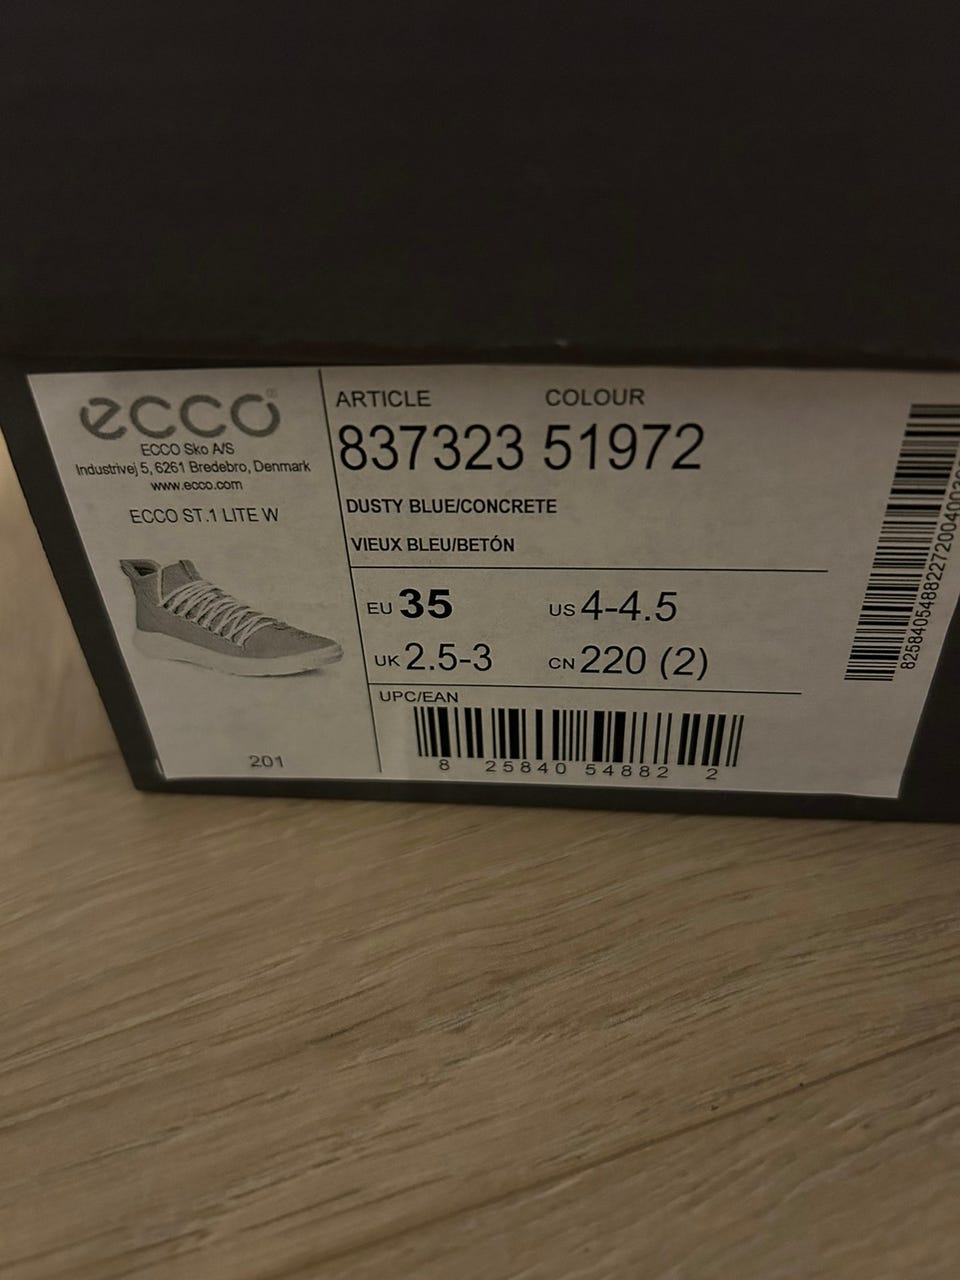 ecco®
ECCO Sko A/S
Industrivej 5, 6261 Bredebro, Denmark
www.ecco.com
ECCO ST.1 LITE W
201
ARTICLE COLOUR
837323 51972
DUSTY BLUE/CONCRETE
VIEUX BLEU/BETÓN
EU 35 US 4-4.5
UK 2.5-3 CN 220 (2)
UPC/EAN
8 25840 54882 2